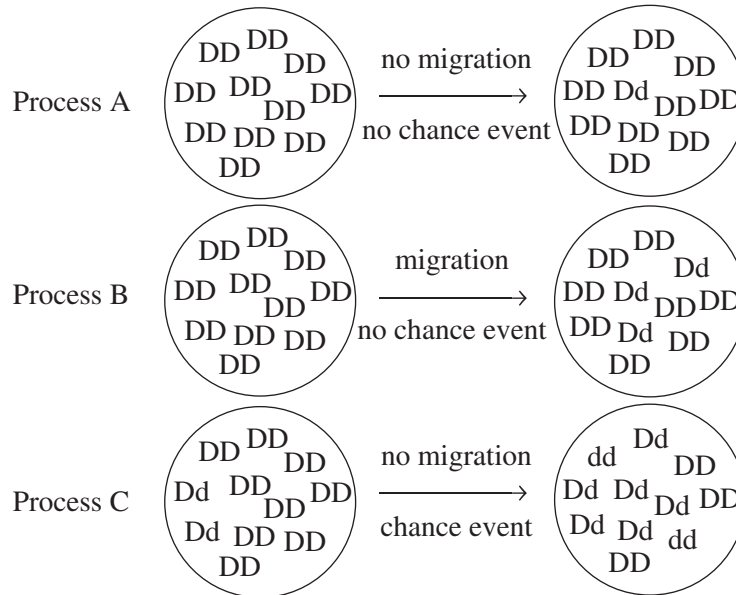 Process A
DD DD DD
DD DD DD DD
DD DD DD
DD
no migration
no chance event
DD DD DD
DD Dd DD DD
DD DD DD
DD
Process B
DD DD DD
DD DD DD DD
DD DD DD
DD
migration
no chance event
DD DD Dd
DD Dd DD DD
DD Dd DD
DD
Process C
DD DD DD
Dd DD DD DD
Dd DD DD
DD
no migration
chance event
dd Dd DD
Dd Dd Dd DD
Dd Dd dd
DD